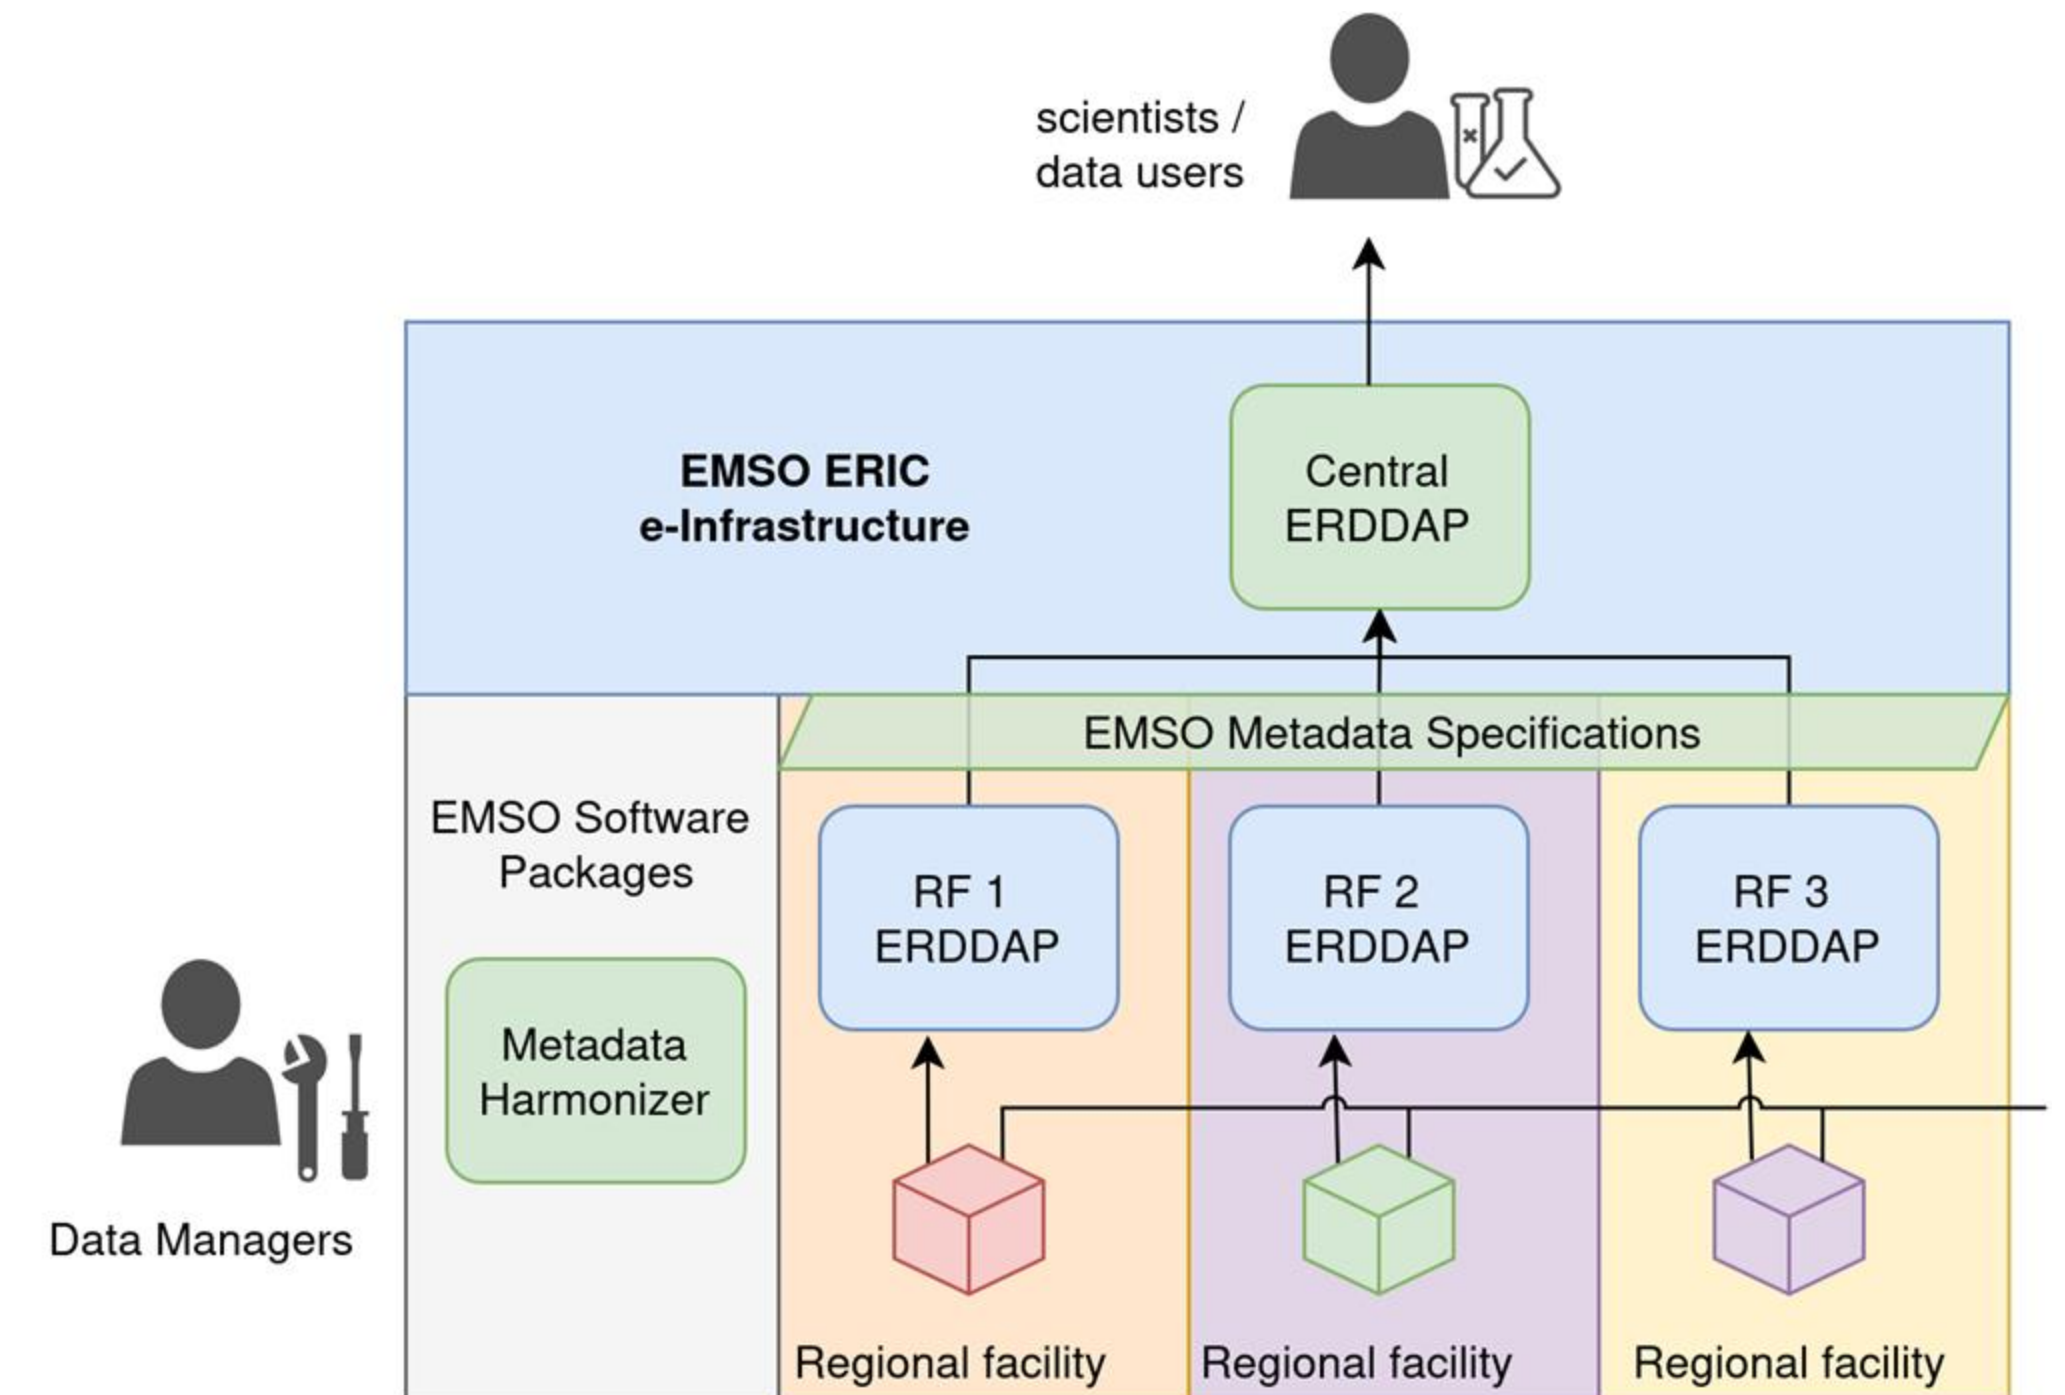 scientists /
data users
EMSO ERIC
e-Infrastructure
Central
ERDDAP
EMSO Metadata Specifications
EMSO Software
Packages
RF 1
ERDDAP
RF 2
ERDDAP
RF 3
ERDDAP
Metadata
Harmonizer
Data Managers
Regional facility
Regional facility
Regional facility